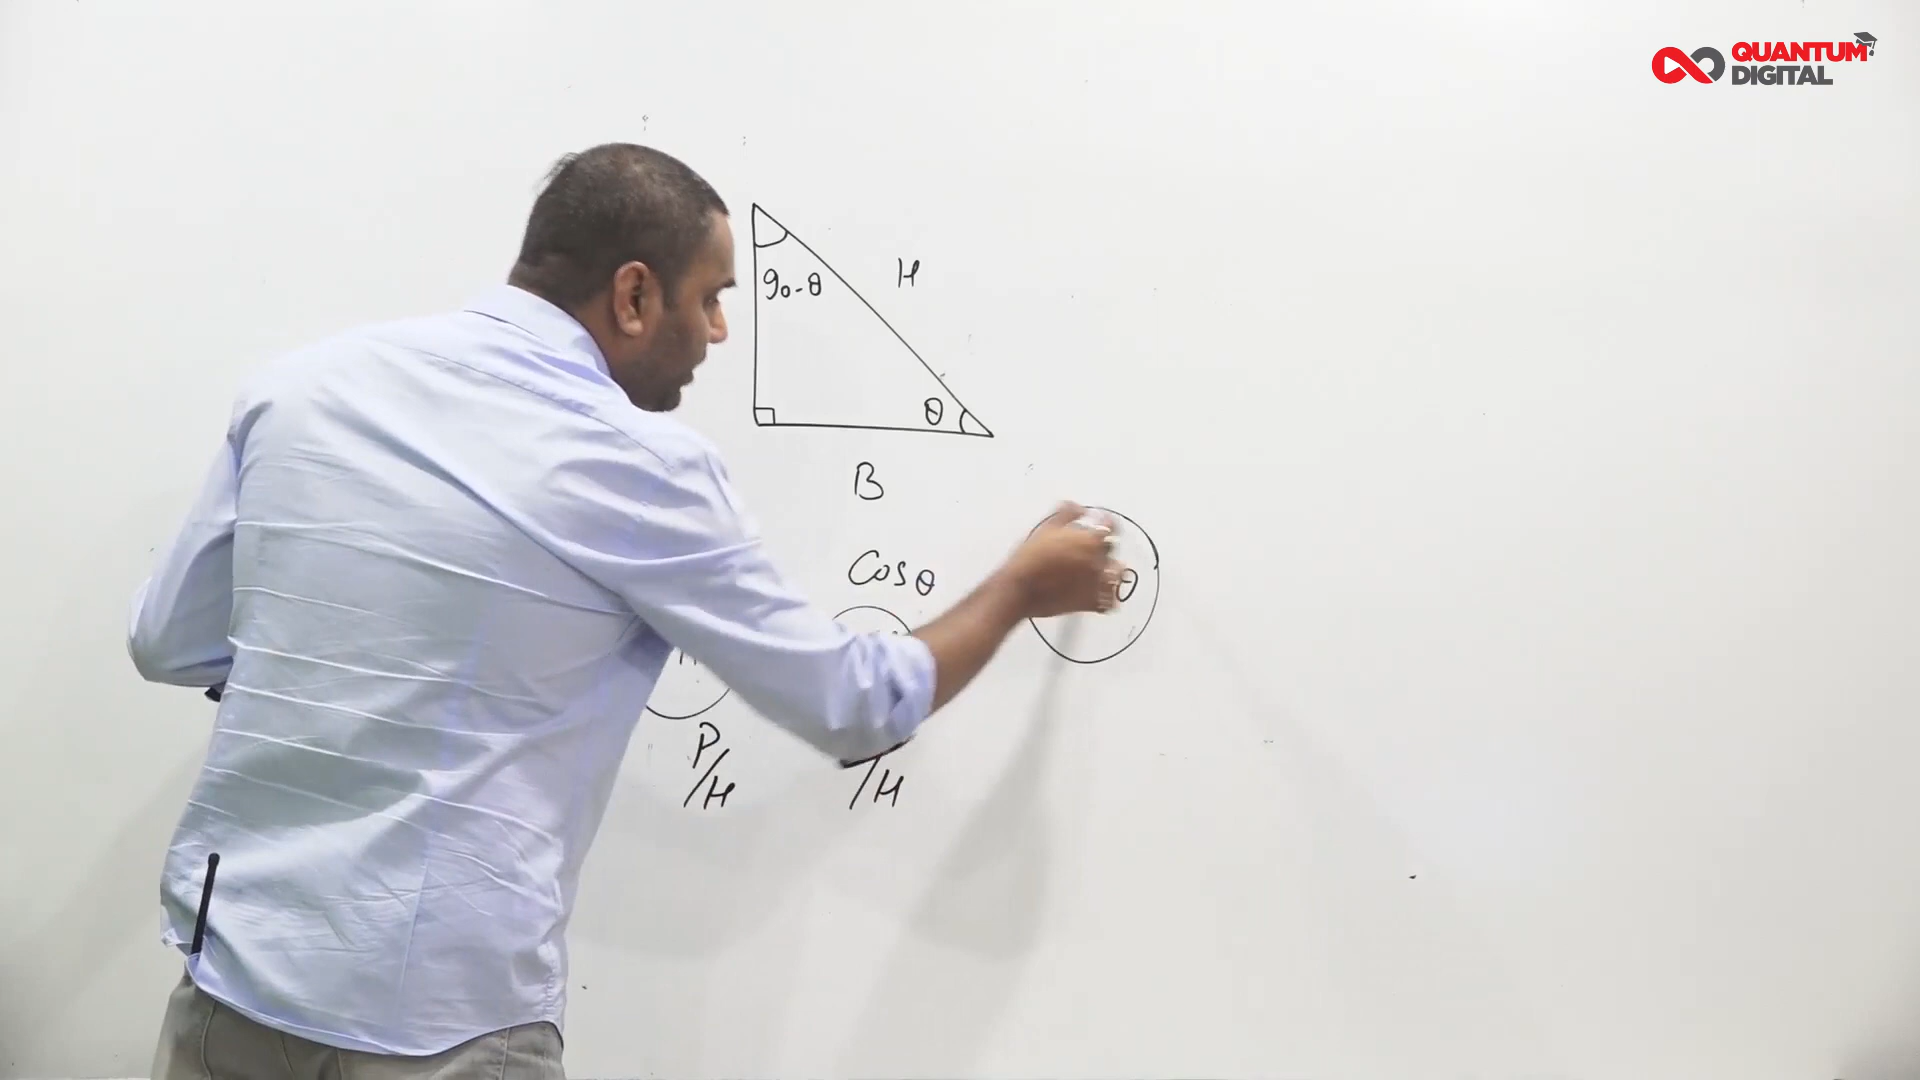 QUANTUM
DIGITAL
H
90-θ
θ
B
Cosθ
θ
P
/H
/H